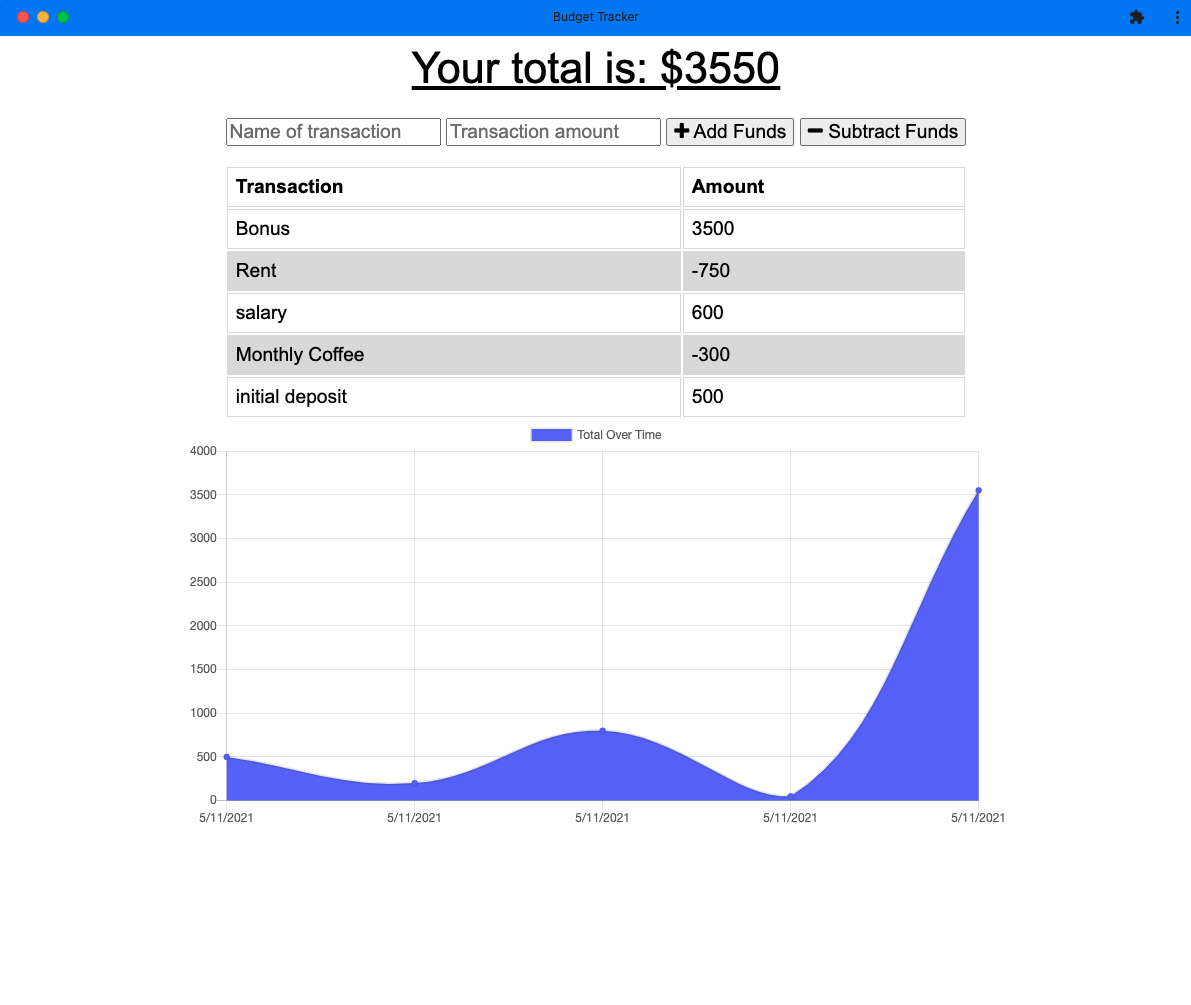 Budget Tracker
Your total is: $3550
Name of transaction Transaction amount Add Funds Subtract Funds
Transaction Amount
Bonus 3500
Rent -750
salary 600
Monthly Coffee -300
initial deposit 500
Total Over Time
4000
3500
3000
2500
2000
1500
1000
500
0
5/11/2021 5/11/2021 5/11/2021 5/11/2021 5/11/2021